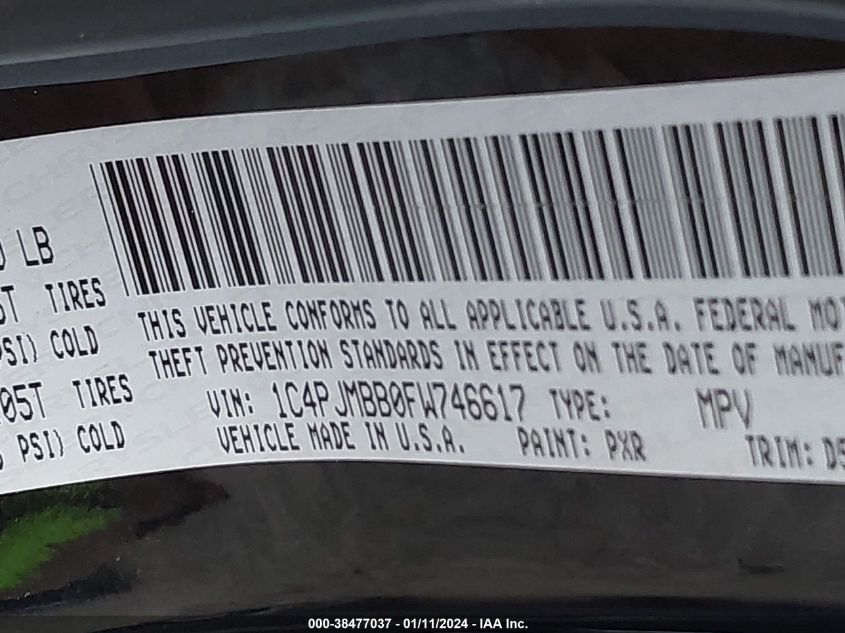 LB
THIS VEHICLE CONFORMS TO ALL APPLICABLE U.S.A. FEDERAL
TIRES
THEFT PREVENTION STANDARDS IN EFFECT ON THE DATE OF
PSI) COLD
VIN: 1C4PJMBB0FW746617 TYPE: MPV
05T TIRES
VEHICLE MADE IN U.S.A. PAINT: PXR TRIM:
PSI) COLD
000-38477037 - 01/11/2024 - IAA Inc.